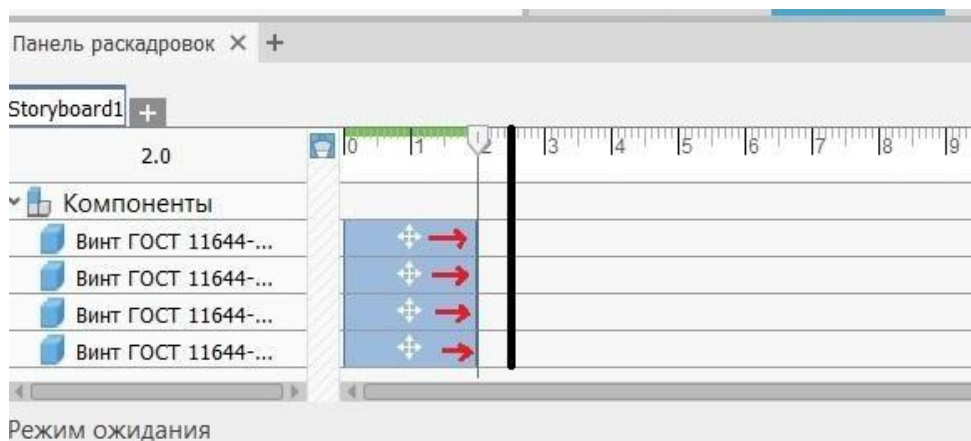 Панель раскадровок × +
Storyboard1 +
2.0
0 1 2 3 4 5 6 7 8 9
Компоненты
Винт ГОСТ 11644-...
Винт ГОСТ 11644-...
Винт ГОСТ 11644-...
Винт ГОСТ 11644-...
Режим ожидания